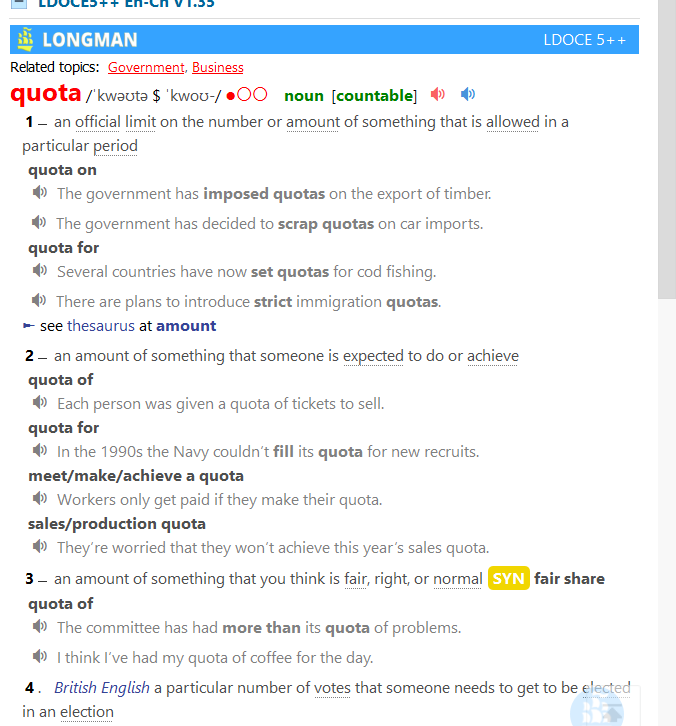 LDOCE5++ En-Cn V1.35
LONGMAN LDOCE 5++
Related topics: Government, Business
quota /ˈkwəʊtə $ ˈkwoʊ-/ ●○○ noun [countable]
1 – an official limit on the number or amount of something that is allowed in a
particular period
quota on
The government has imposed quotas on the export of timber.
The government has decided to scrap quotas on car imports.
quota for
Several countries have now set quotas for cod fishing.
There are plans to introduce strict immigration quotas.
► see thesaurus at amount
2 – an amount of something that someone is expected to do or achieve
quota of
Each person was given a quota of tickets to sell.
quota for
In the 1990s the Navy couldn’t fill its quota for new recruits.
meet/make/achieve a quota
Workers only get paid if they make their quota.
sales/production quota
They’re worried that they won’t achieve this year’s sales quota.
3 – an amount of something that you think is fair, right, or normal SYN fair share
quota of
The committee has had more than its quota of problems.
I think I’ve had my quota of coffee for the day.
4 . British English a particular number of votes that someone needs to get to be elected
in an election